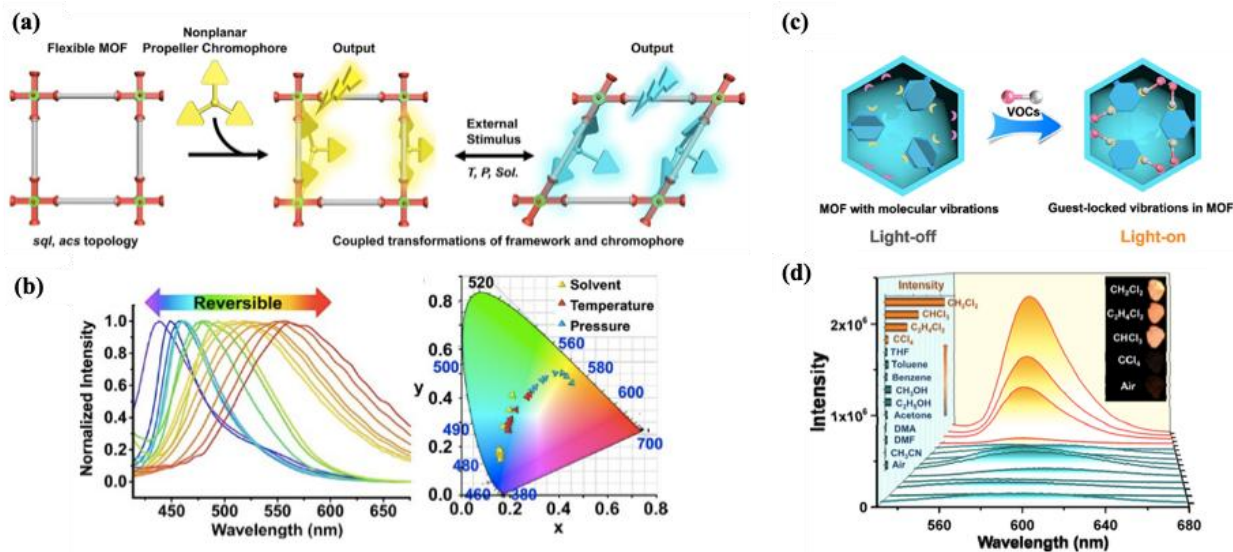 (a)
Flexible MOF
Nonplanar
Propeller Chromophore
Output
Output
External
Stimulus
T, P, Sol.
sql, acs topology
Coupled transformations of framework and chromophore
(b)
Reversible
Normalized Intensity
1.0
0.8
0.6
0.4
0.2
0.0
450 500 550 600 650
Wavelength (nm)
Solvent
Temperature
Pressure
y
0.8
0.6
0.4
0.2
0.0
520
500
490
480
460
380
560
580
600
700
0.0 0.2 0.4 0.6 0.8
x
(c)
VOCs
MOF with molecular vibrations
Guest-locked vibrations in MOF
Light-off
Light-on
(d)
Intensity
2×10⁶
1×10⁶
0
Intensity
CH₂Cl₂
CHCl₃
C₂H₄Cl₂
CCl₄
THF
Toluene
Benzene
CH₃OH
C₂H₅OH
Acetone
DMA
DMF
CH₃CN
Air
CH₂Cl₂
C₂H₄Cl₂
CHCl₃
CCl₄
Air
560 600 640 680
Wavelength (nm)